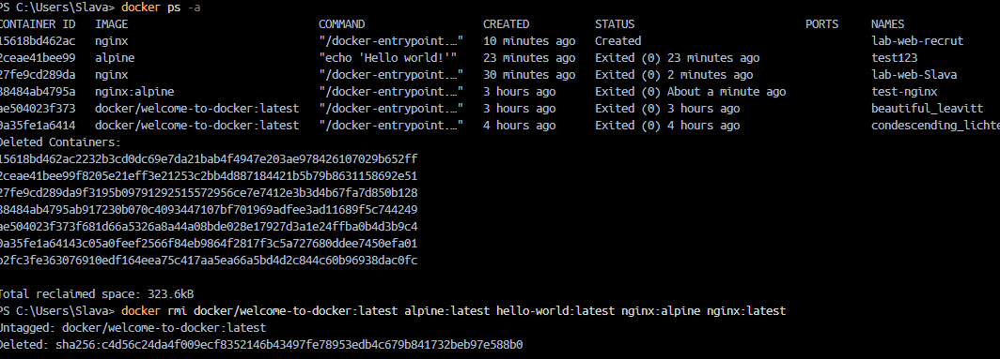 PS C:\Users\Slava> docker ps -a
CONTAINER ID IMAGE COMMAND CREATED STATUS PORTS NAMES
15618bd462ac nginx "/docker-entrypoint.…" 10 minutes ago Created lab-web-recrut
2ceae41bee99 alpine "echo 'Hello world!'" 23 minutes ago Exited (0) 23 minutes ago test123
27fe9cd289da nginx "/docker-entrypoint.…" 30 minutes ago Exited (0) 2 minutes ago lab-web-Slava
38484ab4795a nginx:alpine "/docker-entrypoint.…" 3 hours ago Exited (0) About a minute ago test-nginx
ae504023f373 docker/welcome-to-docker:latest "/docker-entrypoint.…" 3 hours ago Exited (0) 3 hours ago beautiful_leavitt
0a35fe1a6414 docker/welcome-to-docker:latest "/docker-entrypoint.…" 4 hours ago Exited (0) 4 hours ago condescending_lichte
Deleted Containers:
15618bd462ac2232b3cd0dc69e7da21bab4f4947e203ae978426107029b652ff
2ceae41bee99f8205e21eff3e21253c2bb4d887184421b5b79b8631158692e51
27fe9cd289da9f3195b09791292515572956ce7e7412e3b3d4b67fa7d850b128
38484ab4795ab917230b070c4093447107bf701969adfee3ad11689f5c744249
ae504023f373f681d66a5326a8a44a08bde028e17927d3a1e24ffba0b4d3b9c4
0a35fe1a64143c05a0feef2566f84eb9864f2817f3c5a727680ddee7450efa01
b2fc3fe363076910edf164eea75c417aa5ea66a5bd4d2c844c60b96938dac0fc
Total reclaimed space: 323.6kB
PS C:\Users\Slava> docker rmi docker/welcome-to-docker:latest alpine:latest hello-world:latest nginx:alpine nginx:latest
Untagged: docker/welcome-to-docker:latest
Deleted: sha256:c4d56c24da4f009ecf8352146b43497fe78953edb4c679b841732beb97e588b0